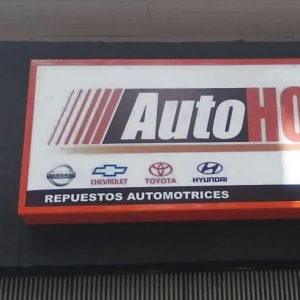 AutoHO
NISSAN CHEVROLET TOYOTA HYUNDAI
REPUESTOS AUTOMOTRICES